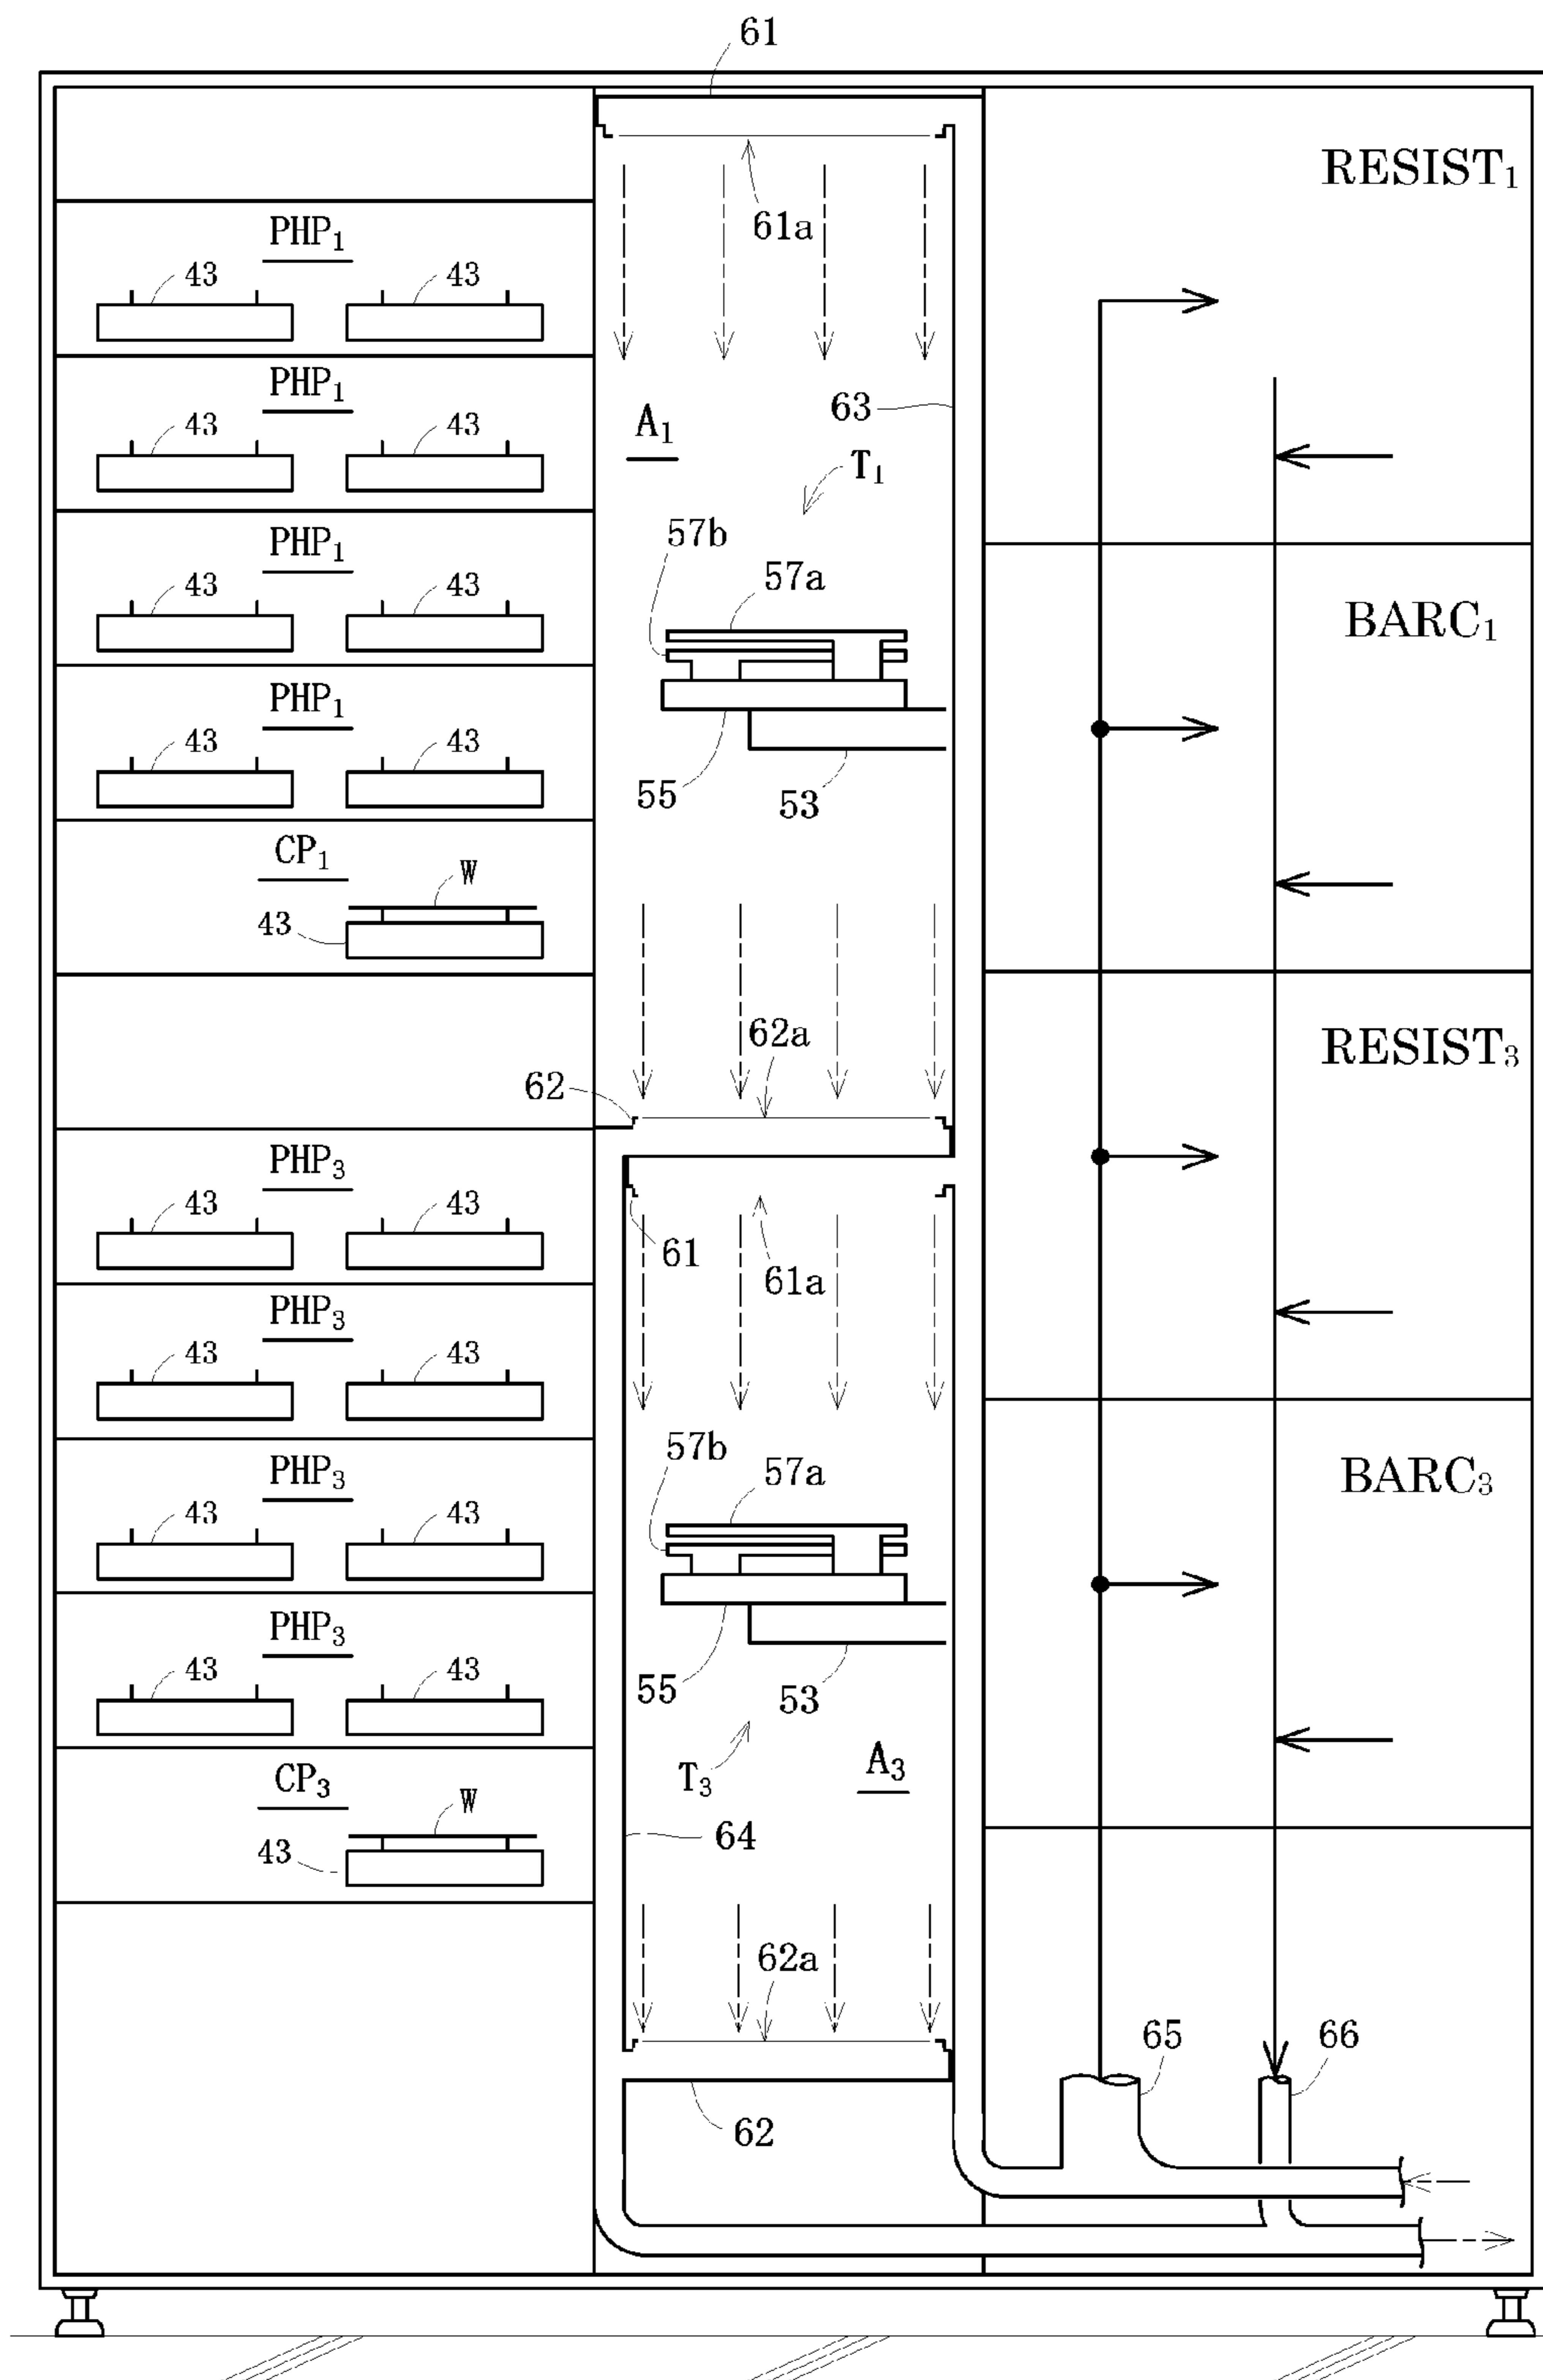 61
RESIST₁
61a
PHP₁
43 43
63
PHP₁
A₁
43 43
T₁
57b
PHP₁
57a
43 43
BARC₁
PHP₁
43 43
55 53
CP₁
W
43
62a
RESIST₃
62
PHP₃
43 43
61
61a
PHP₃
43 43
57b
57a
PHP₃
BARC₃
43 43
PHP₃
43 43
55 53
A₃
CP₃
T₃
W
43
64
62a
65 66
62